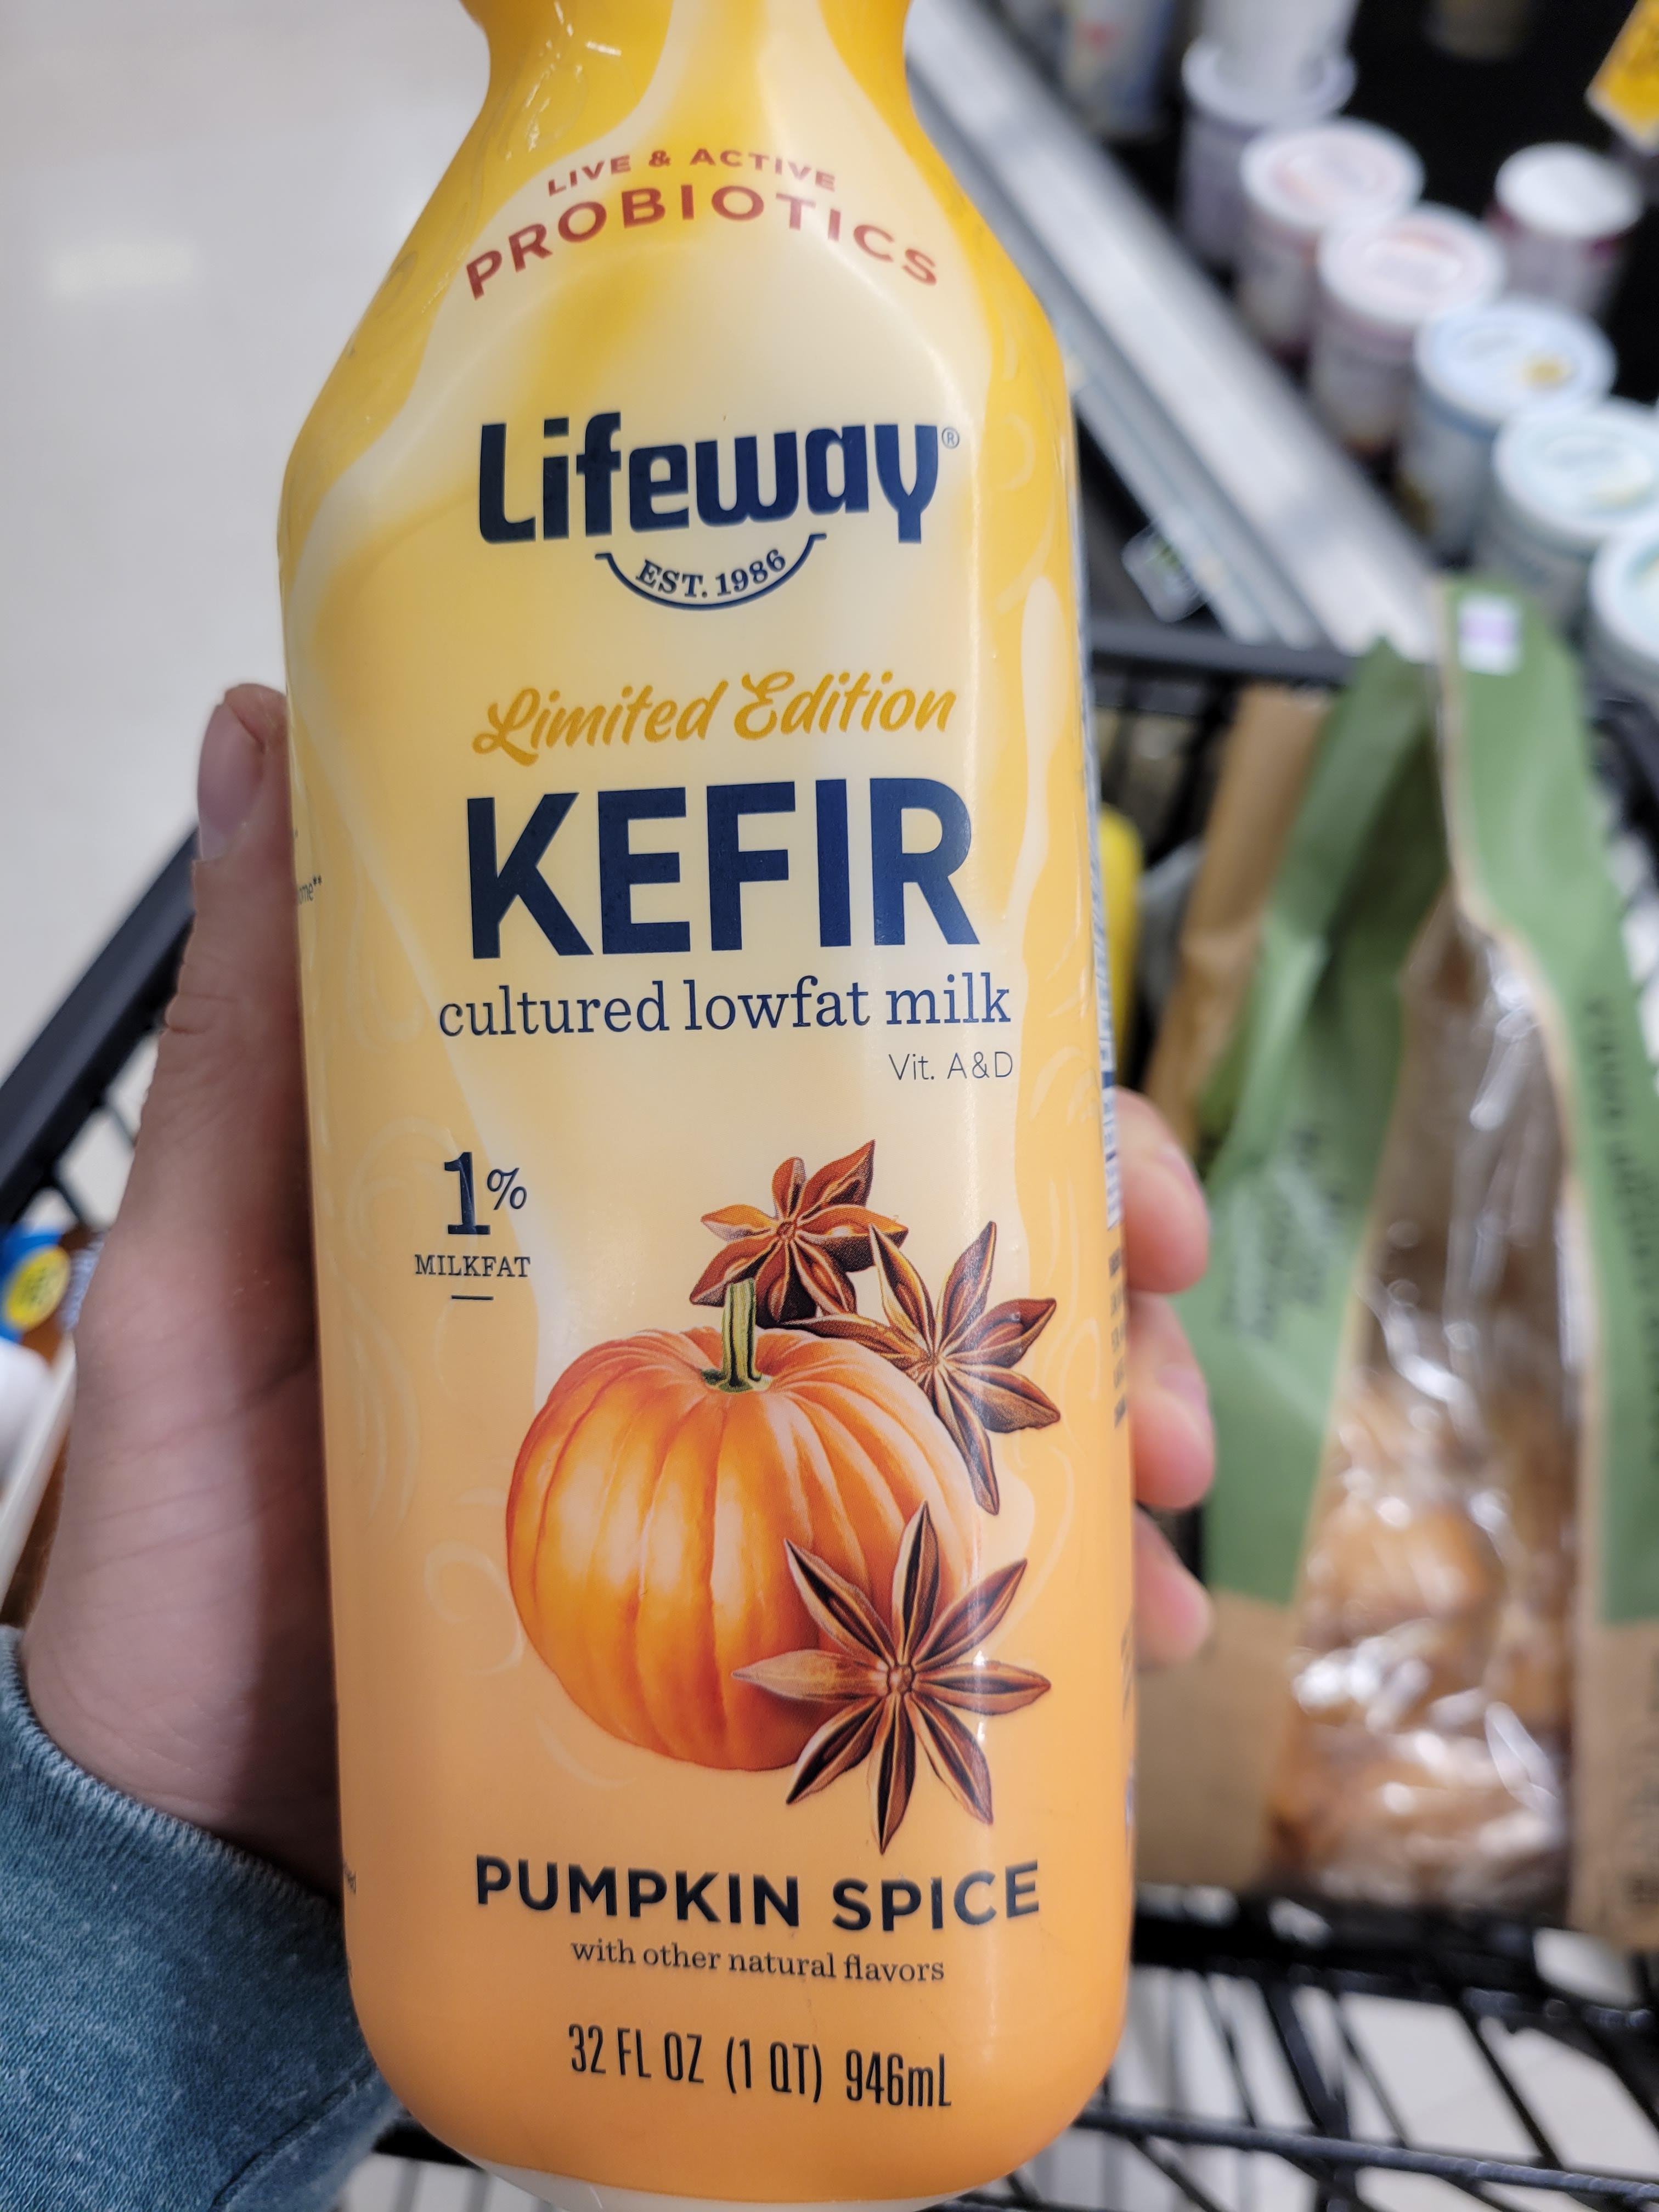 LIVE & ACTIVE
PROBIOTICS
Lifeway®
EST. 1986
Limited Edition
KEFIR
cultured lowfat milk
Vit. A&D
1%
MILKFAT
PUMPKIN SPICE
with other natural flavors
32 FL OZ (1 QT) 946mL